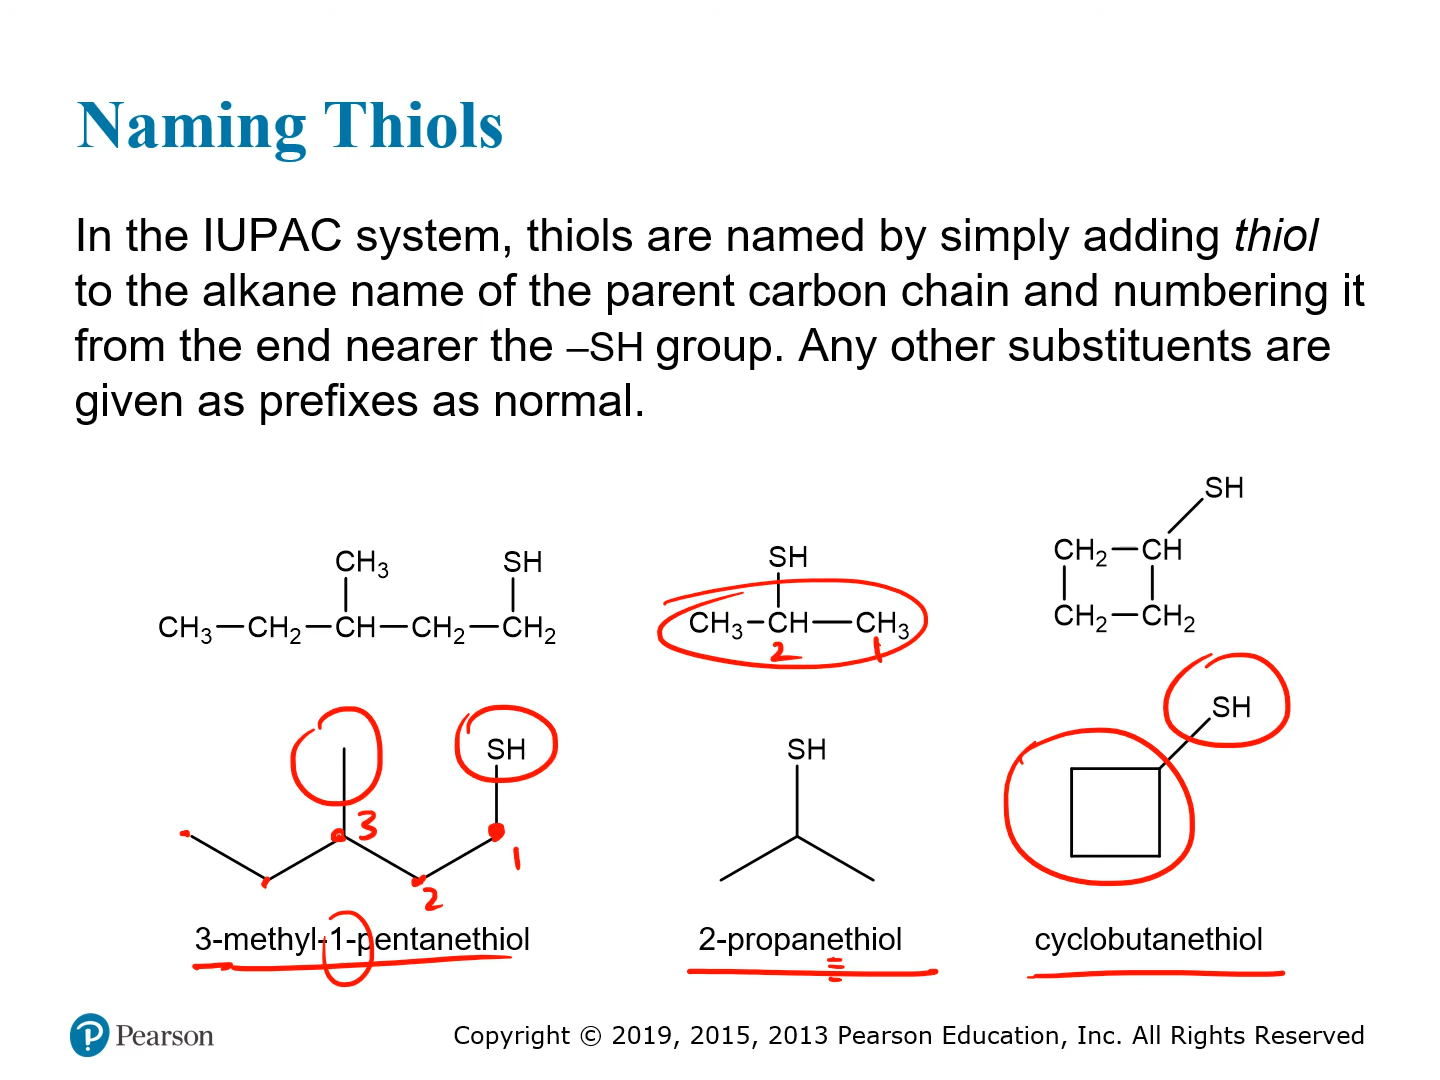 Naming Thiols
In the IUPAC system, thiols are named by simply adding thiol
to the alkane name of the parent carbon chain and numbering it
from the end nearer the –SH group. Any other substituents are
given as prefixes as normal.
CH3 SH
CH3—CH2—CH—CH2—CH2
SH
CH3–CH—CH3
2 1
SH
CH2—CH
CH2—CH2
SH
3
1
2
3-methyl-1-pentanethiol
SH
2-propanethiol
SH
cyclobutanethiol
Pearson
Copyright © 2019, 2015, 2013 Pearson Education, Inc. All Rights Reserved